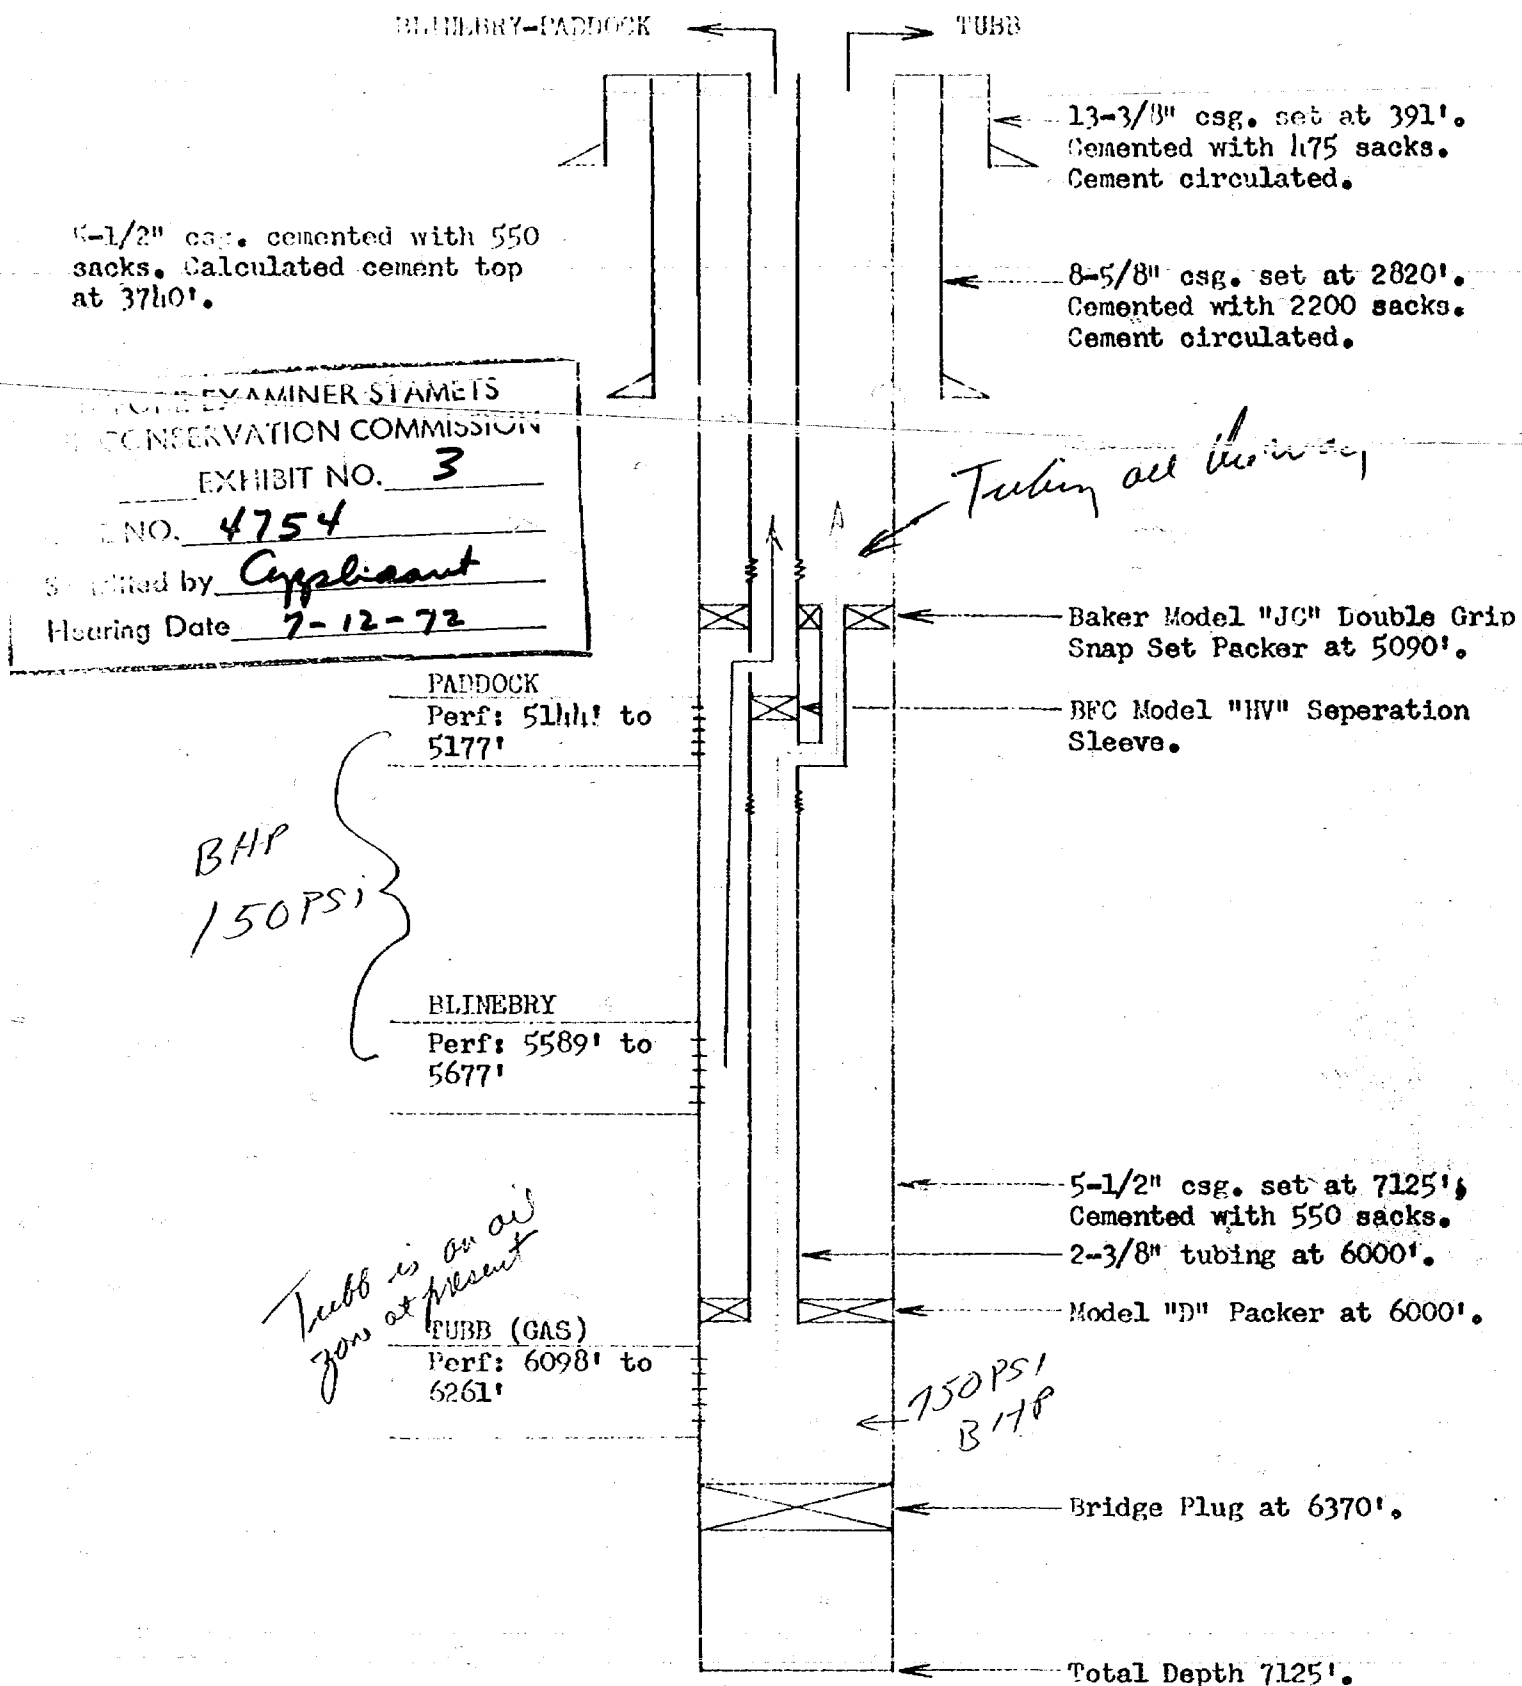 BLINEBRY-PADDOCK
TUBB
13-3/8" csg. set at 391'.
Cemented with 475 sacks.
Cement circulated.
5-1/2" csg. cemented with 550
sacks. Calculated cement top
at 3740'.
8-5/8" csg. set at 2820'.
Cemented with 2200 sacks.
Cement circulated.
EXAMINER STAMETS
CONSERVATION COMMISSION
EXHIBIT NO. 3
NO. 4754
Submitted by Applicant
Hearing Date 7-12-72
Tubing all the way
Baker Model "JC" Double Grip
Snap Set Packer at 5090'.
PADDOCK
Perf: 5144' to
5177'
BFC Model "HV" Seperation
Sleeve.
BHP
150 PSI
BLINEBRY
Perf: 5589' to
5677'
5-1/2" csg. set at 7125',
Cemented with 550 sacks.
2-3/8" tubing at 6000'.
Tubb is an oil
zone at present
Model "D" Packer at 6000'.
TUBB (GAS)
Perf: 6098' to
6261'
750 PSI
BHP
Bridge Plug at 6370'.
Total Depth 7125'.